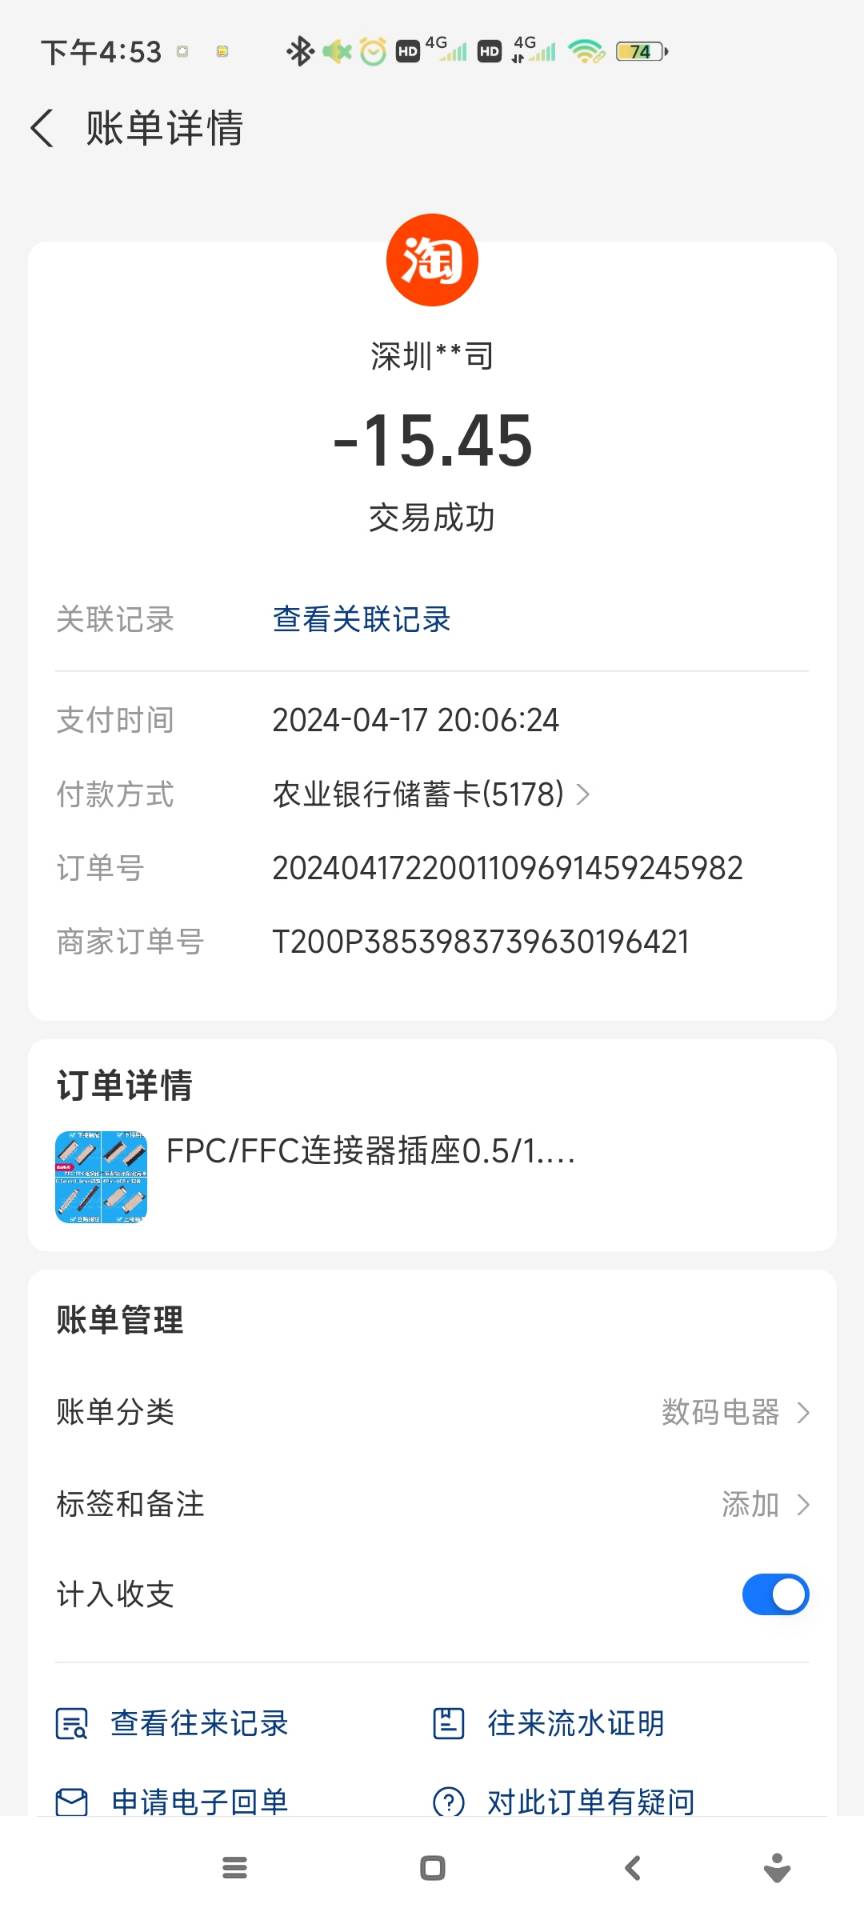 下午4:53 HD 4G HD 4G 74
账单详情
淘
深圳**司
-15.45
交易成功
关联记录 查看关联记录
支付时间 2024-04-17 20:06:24
付款方式 农业银行储蓄卡(5178)
订单号 2024041722001109691459245982
商家订单号 T200P3853983739630196421
订单详情
FPC/FFC连接器插座0.5/1....
账单管理
账单分类 数码电器
标签和备注 添加
计入收支
查看往来记录 往来流水证明
申请电子回单 对此订单有疑问